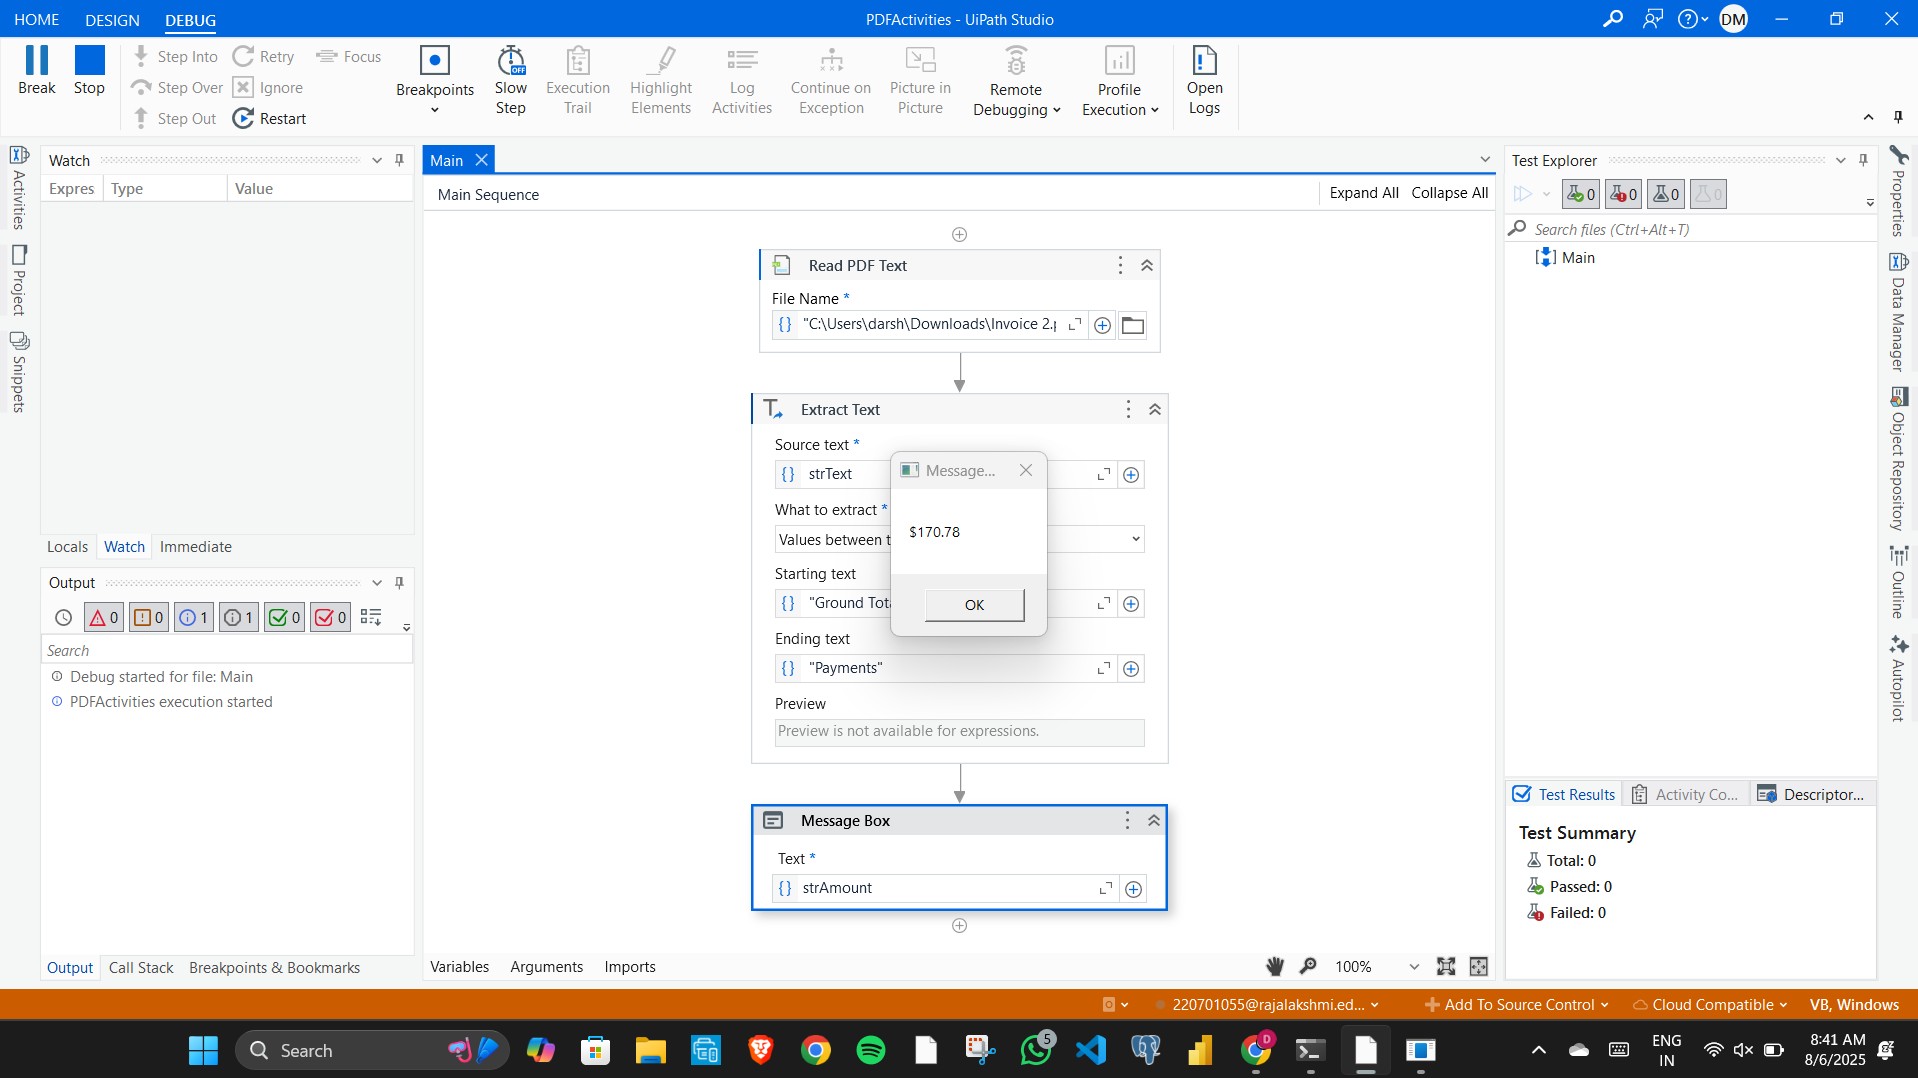 HOME DESIGN DEBUG
PDFActivities - UiPath Studio
DM
Break
Stop
Step Into
Step Over
Step Out
Retry
Ignore
Restart
Focus
Breakpoints
Slow Step
OFF
Execution Trail
Highlight Elements
Log Activities
Continue on Exception
Picture in Picture
Remote Debugging
Profile Execution
Open Logs
Activities
Project
Snippets
Watch
Expres Type Value
Locals Watch Immediate
Output
0 0 1 1 0 0
Search
Debug started for file: Main
PDFActivities execution started
Output Call Stack Breakpoints & Bookmarks
Main
Main Sequence
Expand All Collapse All
Read PDF Text
File Name *
"C:\Users\darsh\Downloads\Invoice 2.p
Extract Text
Source text *
strText
What to extract *
Values between t
Starting text
"Ground Tota
Ending text
"Payments"
Preview
Preview is not available for expressions.
Message...
$170.78
OK
Message Box
Text *
strAmount
Variables Arguments Imports
100%
Test Explorer
0 0 0 0
Search files (Ctrl+Alt+T)
Main
Test Results Activity Co... Descriptor...
Test Summary
Total: 0
Passed: 0
Failed: 0
Properties
Data Manager
Object Repository
Outline
Autopilot
220701055@rajalakshmi.ed...
Add To Source Control
Cloud Compatible
VB, Windows
Search
5
D
ENG
IN
8:41 AM
8/6/2025